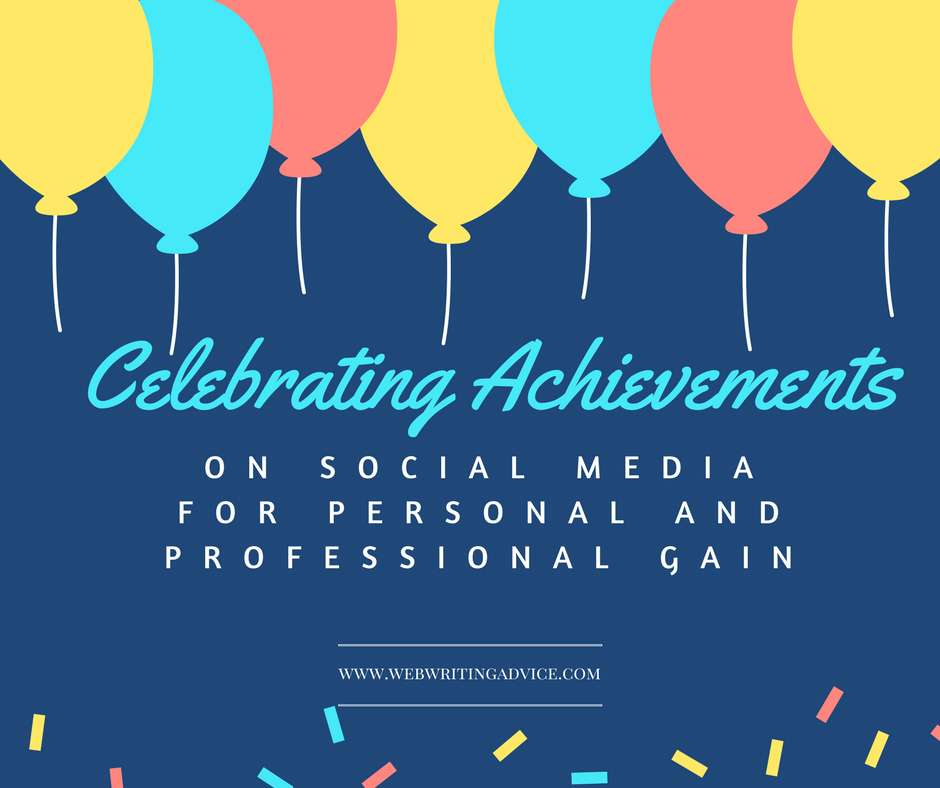 Celebrating Achievements
ON SOCIAL MEDIA
FOR PERSONAL AND
PROFESSIONAL GAIN
WWW.WEBWRITINGADVICE.COM